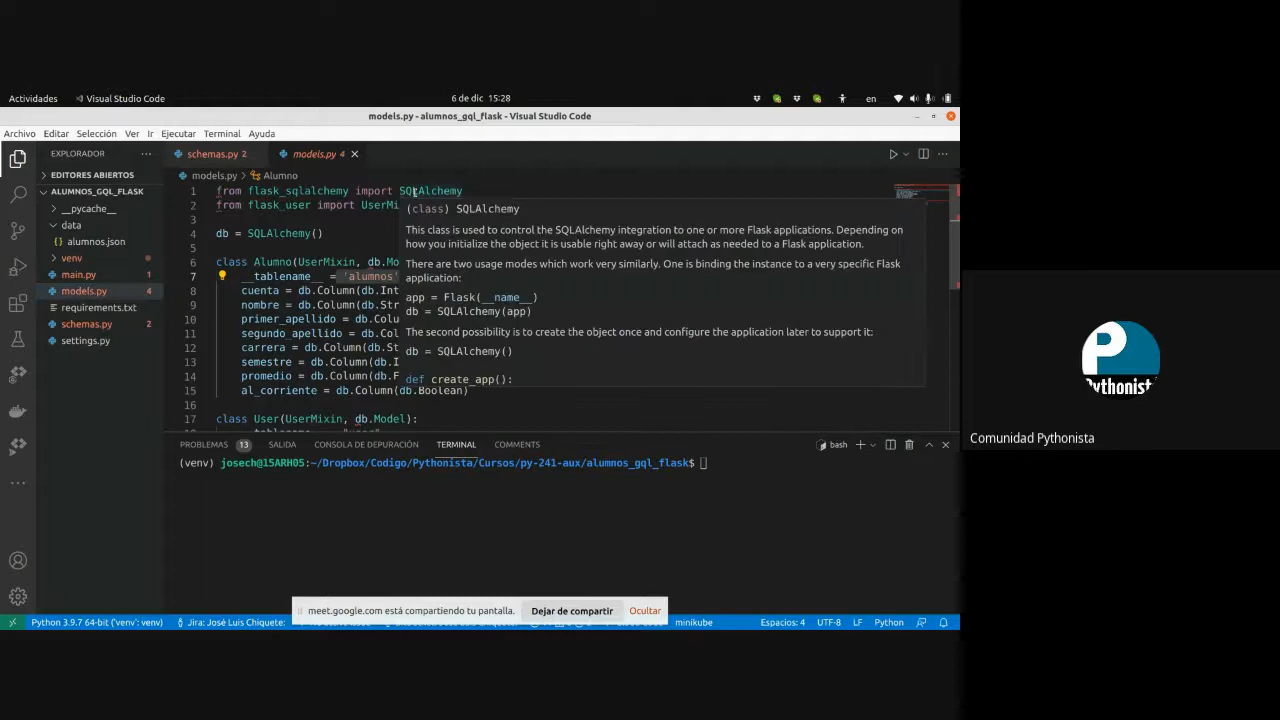 Actividades Visual Studio Code 6 de dic 15:28 en
models.py - alumnos_gql_flask - Visual Studio Code
Archivo Editar Selección Ver Ir Ejecutar Terminal Ayuda
EXPLORADOR
schemas.py 2 models.py 4
EDITORES ABIERTOS
models.py > Alumno
ALUMNOS_GQL_FLASK
__pycache__
data
alumnos.json
venv
main.py 1
models.py 4
requirements.txt
schemas.py 2
settings.py
1 from flask_sqlalchemy import SQLAlchemy
2 from flask_user import UserMi
3
4 db = SQLAlchemy()
5
6 class Alumno(UserMixin, db.Mo
7 __tablename__ = 'alumnos'
8 cuenta = db.Column(db.Int
9 nombre = db.Column(db.Str
10 primer_apellido = db.Colu
11 segundo_apellido = db.Col
12 carrera = db.Column(db.St
13 semestre = db.Column(db.I
14 promedio = db.Column(db.F
15 al_corriente = db.Column(db.Boolean)
16
17 class User(UserMixin, db.Model):
(class) SQLAlchemy
This class is used to control the SQLAlchemy integration to one or more Flask applications. Depending on
how you initialize the object it is usable right away or will attach as needed to a Flask application.
There are two usage modes which work very similarly. One is binding the instance to a very specific Flask
application:
app = Flask(__name__)
db = SQLAlchemy(app)
The second possibility is to create the object once and configure the application later to support it:
db = SQLAlchemy()
def create_app():
PROBLEMAS 13 SALIDA CONSOLA DE DEPURACIÓN TERMINAL COMMENTS bash
(venv) josech@15ARH05:~/Dropbox/Codigo/Pythonista/Cursos/py-241-aux/alumnos_gql_flask$
meet.google.com está compartiendo tu pantalla. Dejar de compartir Ocultar
Python 3.9.7 64-bit ('venv': venv) Jira: José Luis Chiquete: minikube Espacios: 4 UTF-8 LF Python
Pythonist
Comunidad Pythonista